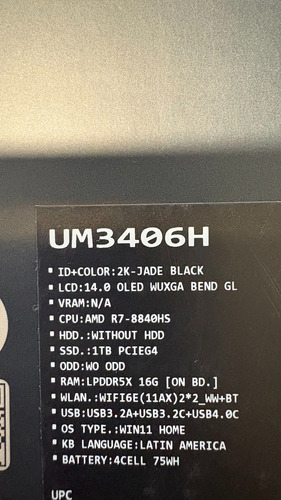 UM3406H
▪ ID+COLOR:2K-JADE BLACK
▪ LCD:14.0 OLED WUXGA BEND GL
▪ VRAM:N/A
▪ CPU:AMD R7-8840HS
▪ HDD.:WITHOUT HDD
▪ SSD.:1TB PCIEG4
▪ ODD:WO ODD
▪ RAM:LPDDR5X 16G [ON BD.]
▪ WLAN.:WIFI6E(11AX)2*2_WW+BT
▪ USB:USB3.2A+USB3.2C+USB4.0C
▪ OS TYPE.:WIN11 HOME
▪ KB LANGUAGE:LATIN AMERICA
▪ BATTERY:4CELL 75WH
UPC